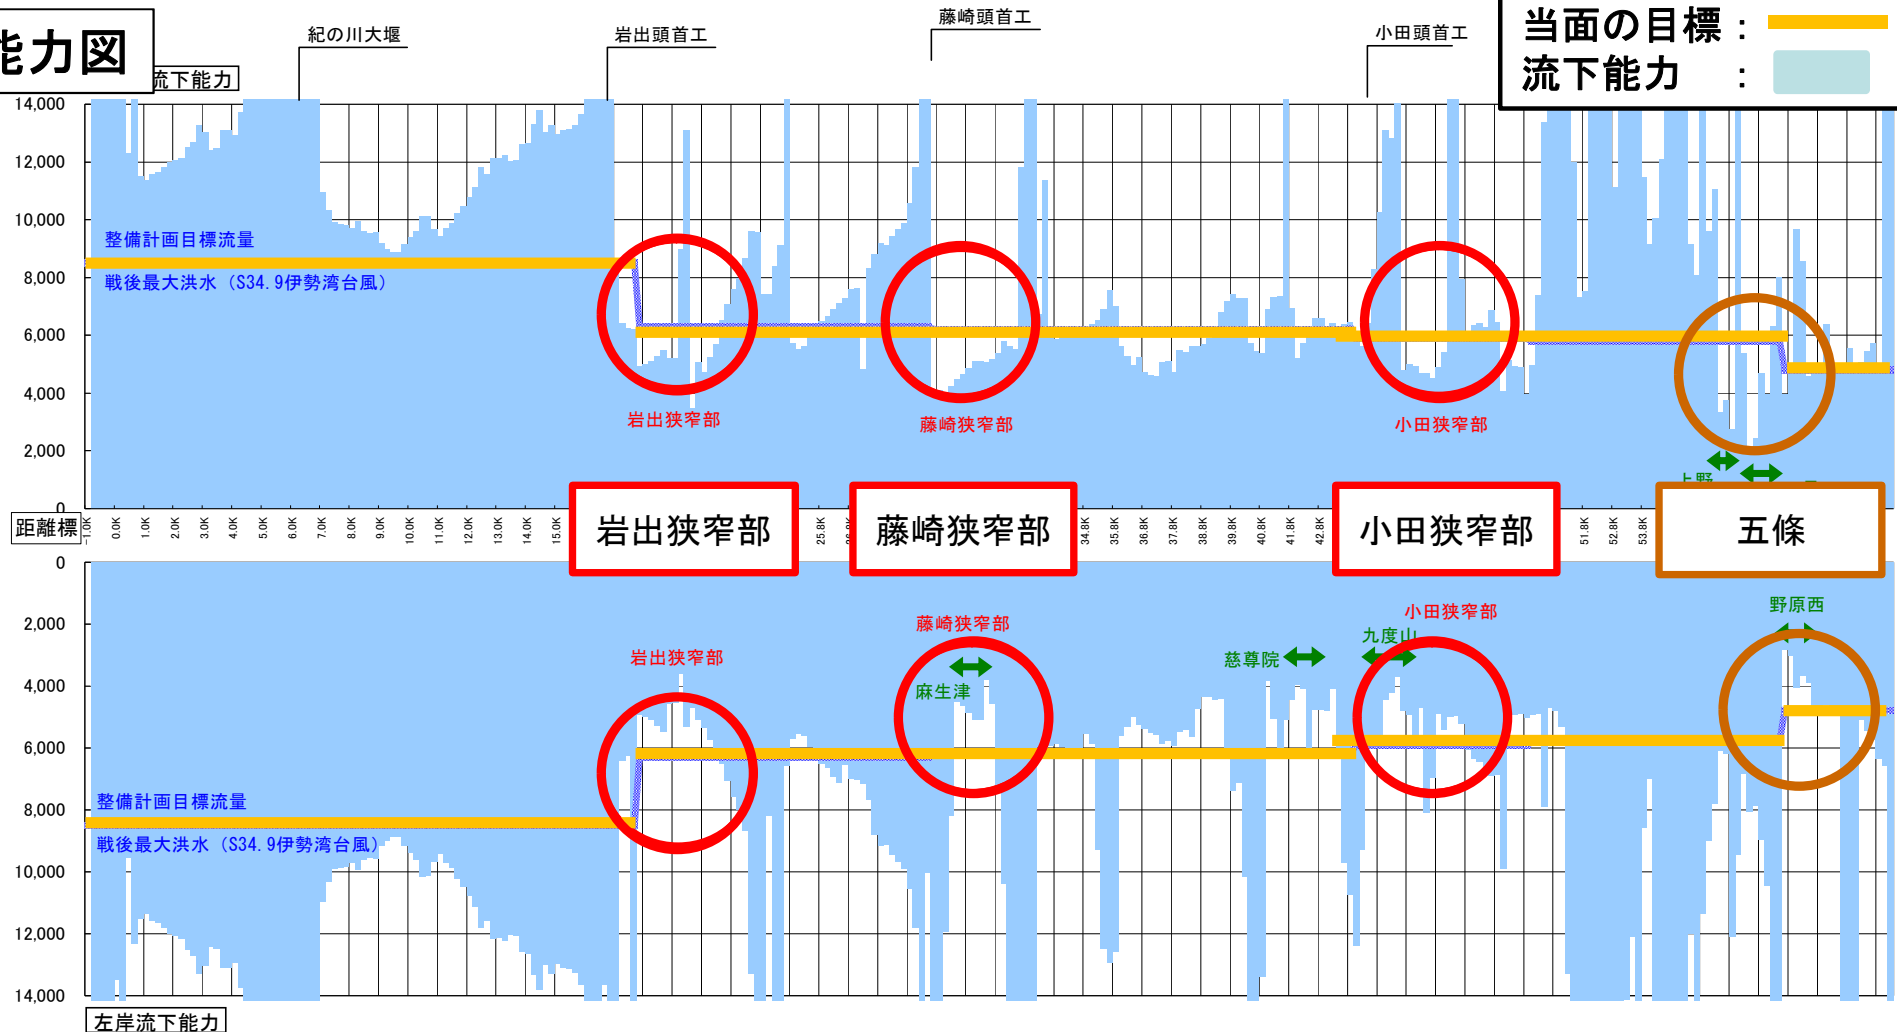 能力図
紀の川大堰
岩出頭首工
藤崎頭首工
小田頭首工
当面の目標：
流下能力　：
流下能力
14,000
12,000
10,000
8,000
6,000
4,000
2,000
0
整備計画目標流量
戦後最大洪水（S34.9伊勢湾台風）
岩出狭窄部
藤崎狭窄部
小田狭窄部
上野
距離標
-1.0K 0.0K 1.0K 2.0K 3.0K 4.0K 5.0K 6.0K 7.0K 8.0K 9.0K 10.0K 11.0K 12.0K 13.0K 14.0K 15.0K 25.8K 34.8K 35.8K 36.8K 37.8K 38.8K 39.8K 40.8K 41.8K 42.8K 51.8K 52.8K 53.8K
岩出狭窄部
藤崎狭窄部
小田狭窄部
五條
0
2,000
4,000
6,000
8,000
10,000
12,000
14,000
岩出狭窄部
藤崎狭窄部
麻生津
慈尊院
九度山
小田狭窄部
野原西
整備計画目標流量
戦後最大洪水（S34.9伊勢湾台風）
左岸流下能力